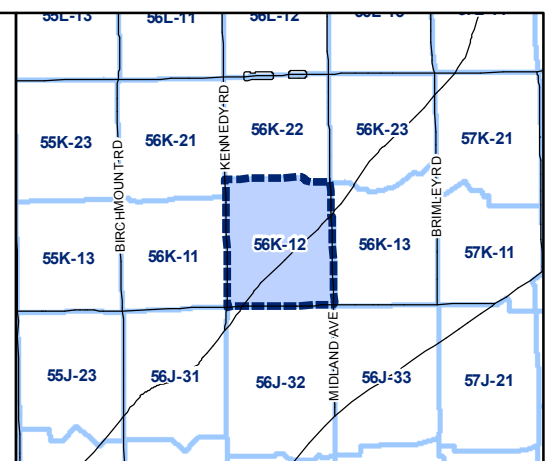 56L-11
56L-12
KENNEDY RD
55K-23
56K-21
56K-22
56K-23
57K-21
BIRCHMOUNT RD
BRIMLEY RD
55K-13
56K-11
56K-12
56K-13
57K-11
MIDLAND AVE
55J-23
56J-31
56J-32
56J-33
57J-21